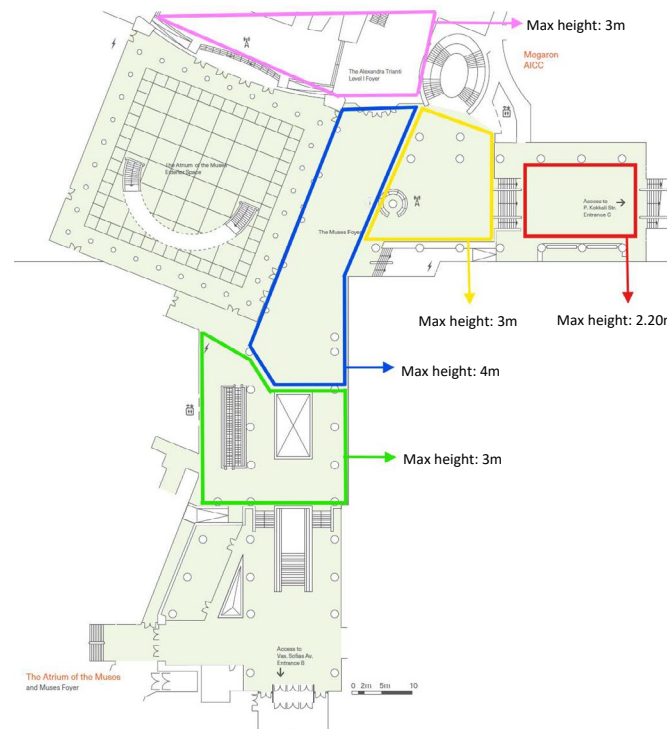 Max height: 3m
Megaron
AICC
The Alexandra Trianti
Level I Foyer
The Atrium of the Muses
Exterior Space
Access to
P. Kokkali Str.
Entrance C
The Muses Foyer
Max height: 3m
Max height: 2.20m
Max height: 4m
Max height: 3m
Access to
Vas. Sofias Av.
Entrance B
The Atrium of the Muses
and Muses Foyer
0 2m 5m 10